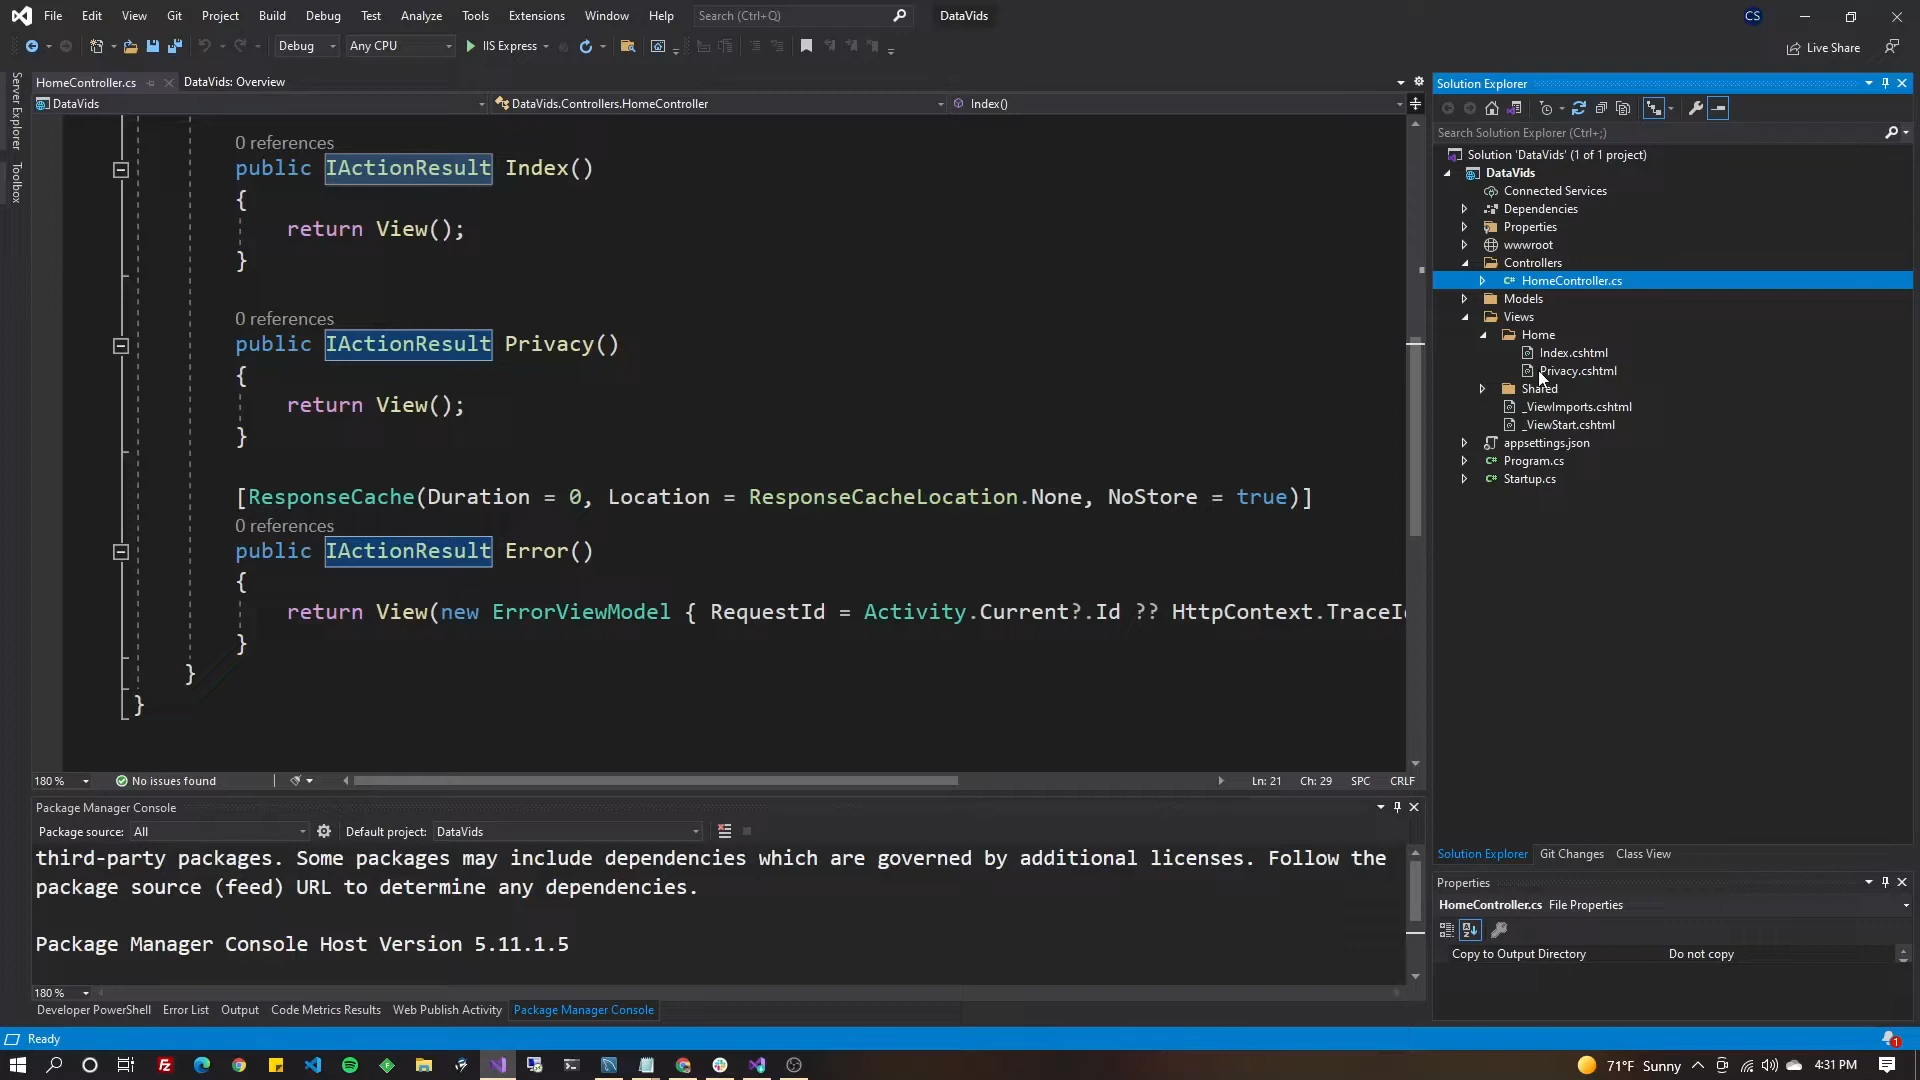 File Edit View Git Project Build Debug Test Analyze Tools Extensions Window Help Search (Ctrl+Q) DataVids CS
Debug Any CPU IIS Express Live Share
Server Explorer
Toolbox
HomeController.cs DataVids: Overview
DataVids DataVids.Controllers.HomeController Index()
0 references
public IActionResult Index()
{
return View();
}
0 references
public IActionResult Privacy()
{
return View();
}
[ResponseCache(Duration = 0, Location = ResponseCacheLocation.None, NoStore = true)]
0 references
public IActionResult Error()
{
return View(new ErrorViewModel { RequestId = Activity.Current?.Id ?? HttpContext.TraceId
}
}
}
180 % No issues found Ln: 21 Ch: 29 SPC CRLF
Package Manager Console
Package source: All Default project: DataVids
third-party packages. Some packages may include dependencies which are governed by additional licenses. Follow the
package source (feed) URL to determine any dependencies.
Package Manager Console Host Version 5.11.1.5
180 %
Developer PowerShell Error List Output Code Metrics Results Web Publish Activity Package Manager Console
Solution Explorer
Search Solution Explorer (Ctrl+;)
Solution 'DataVids' (1 of 1 project)
DataVids
Connected Services
Dependencies
Properties
wwwroot
Controllers
C# HomeController.cs
Models
Views
Home
Index.cshtml
Privacy.cshtml
Shared
_ViewImports.cshtml
_ViewStart.cshtml
appsettings.json
C# Program.cs
C# Startup.cs
Solution Explorer Git Changes Class View
Properties
HomeController.cs File Properties
Copy to Output Directory Do not copy
Ready 1
71°F Sunny 4:31 PM